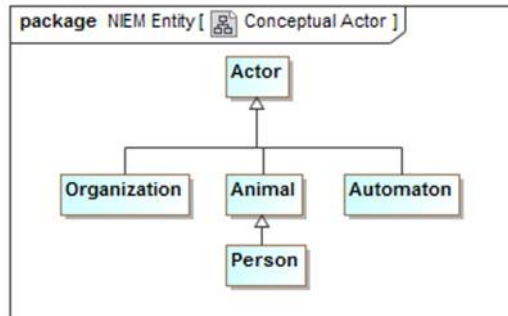 package NIEM Entity [ Conceptual Actor ]
Actor
Organization
Animal
Automaton
Person